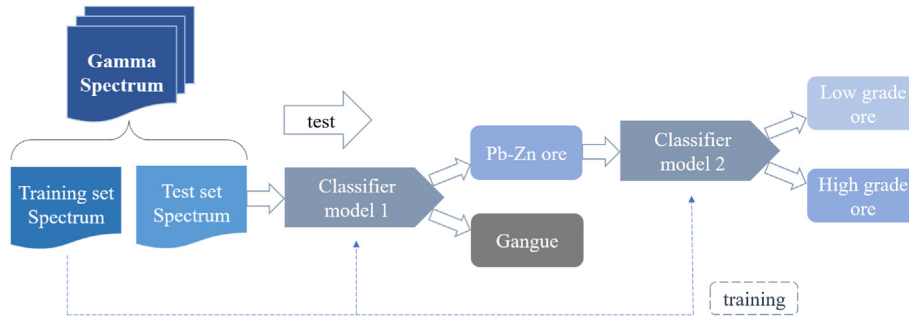 Gamma
Spectrum
test
Training set
Spectrum
Test set
Spectrum
Classifier
model 1
Pb-Zn ore
Gangue
Classifier
model 2
Low grade
ore
High grade
ore
training